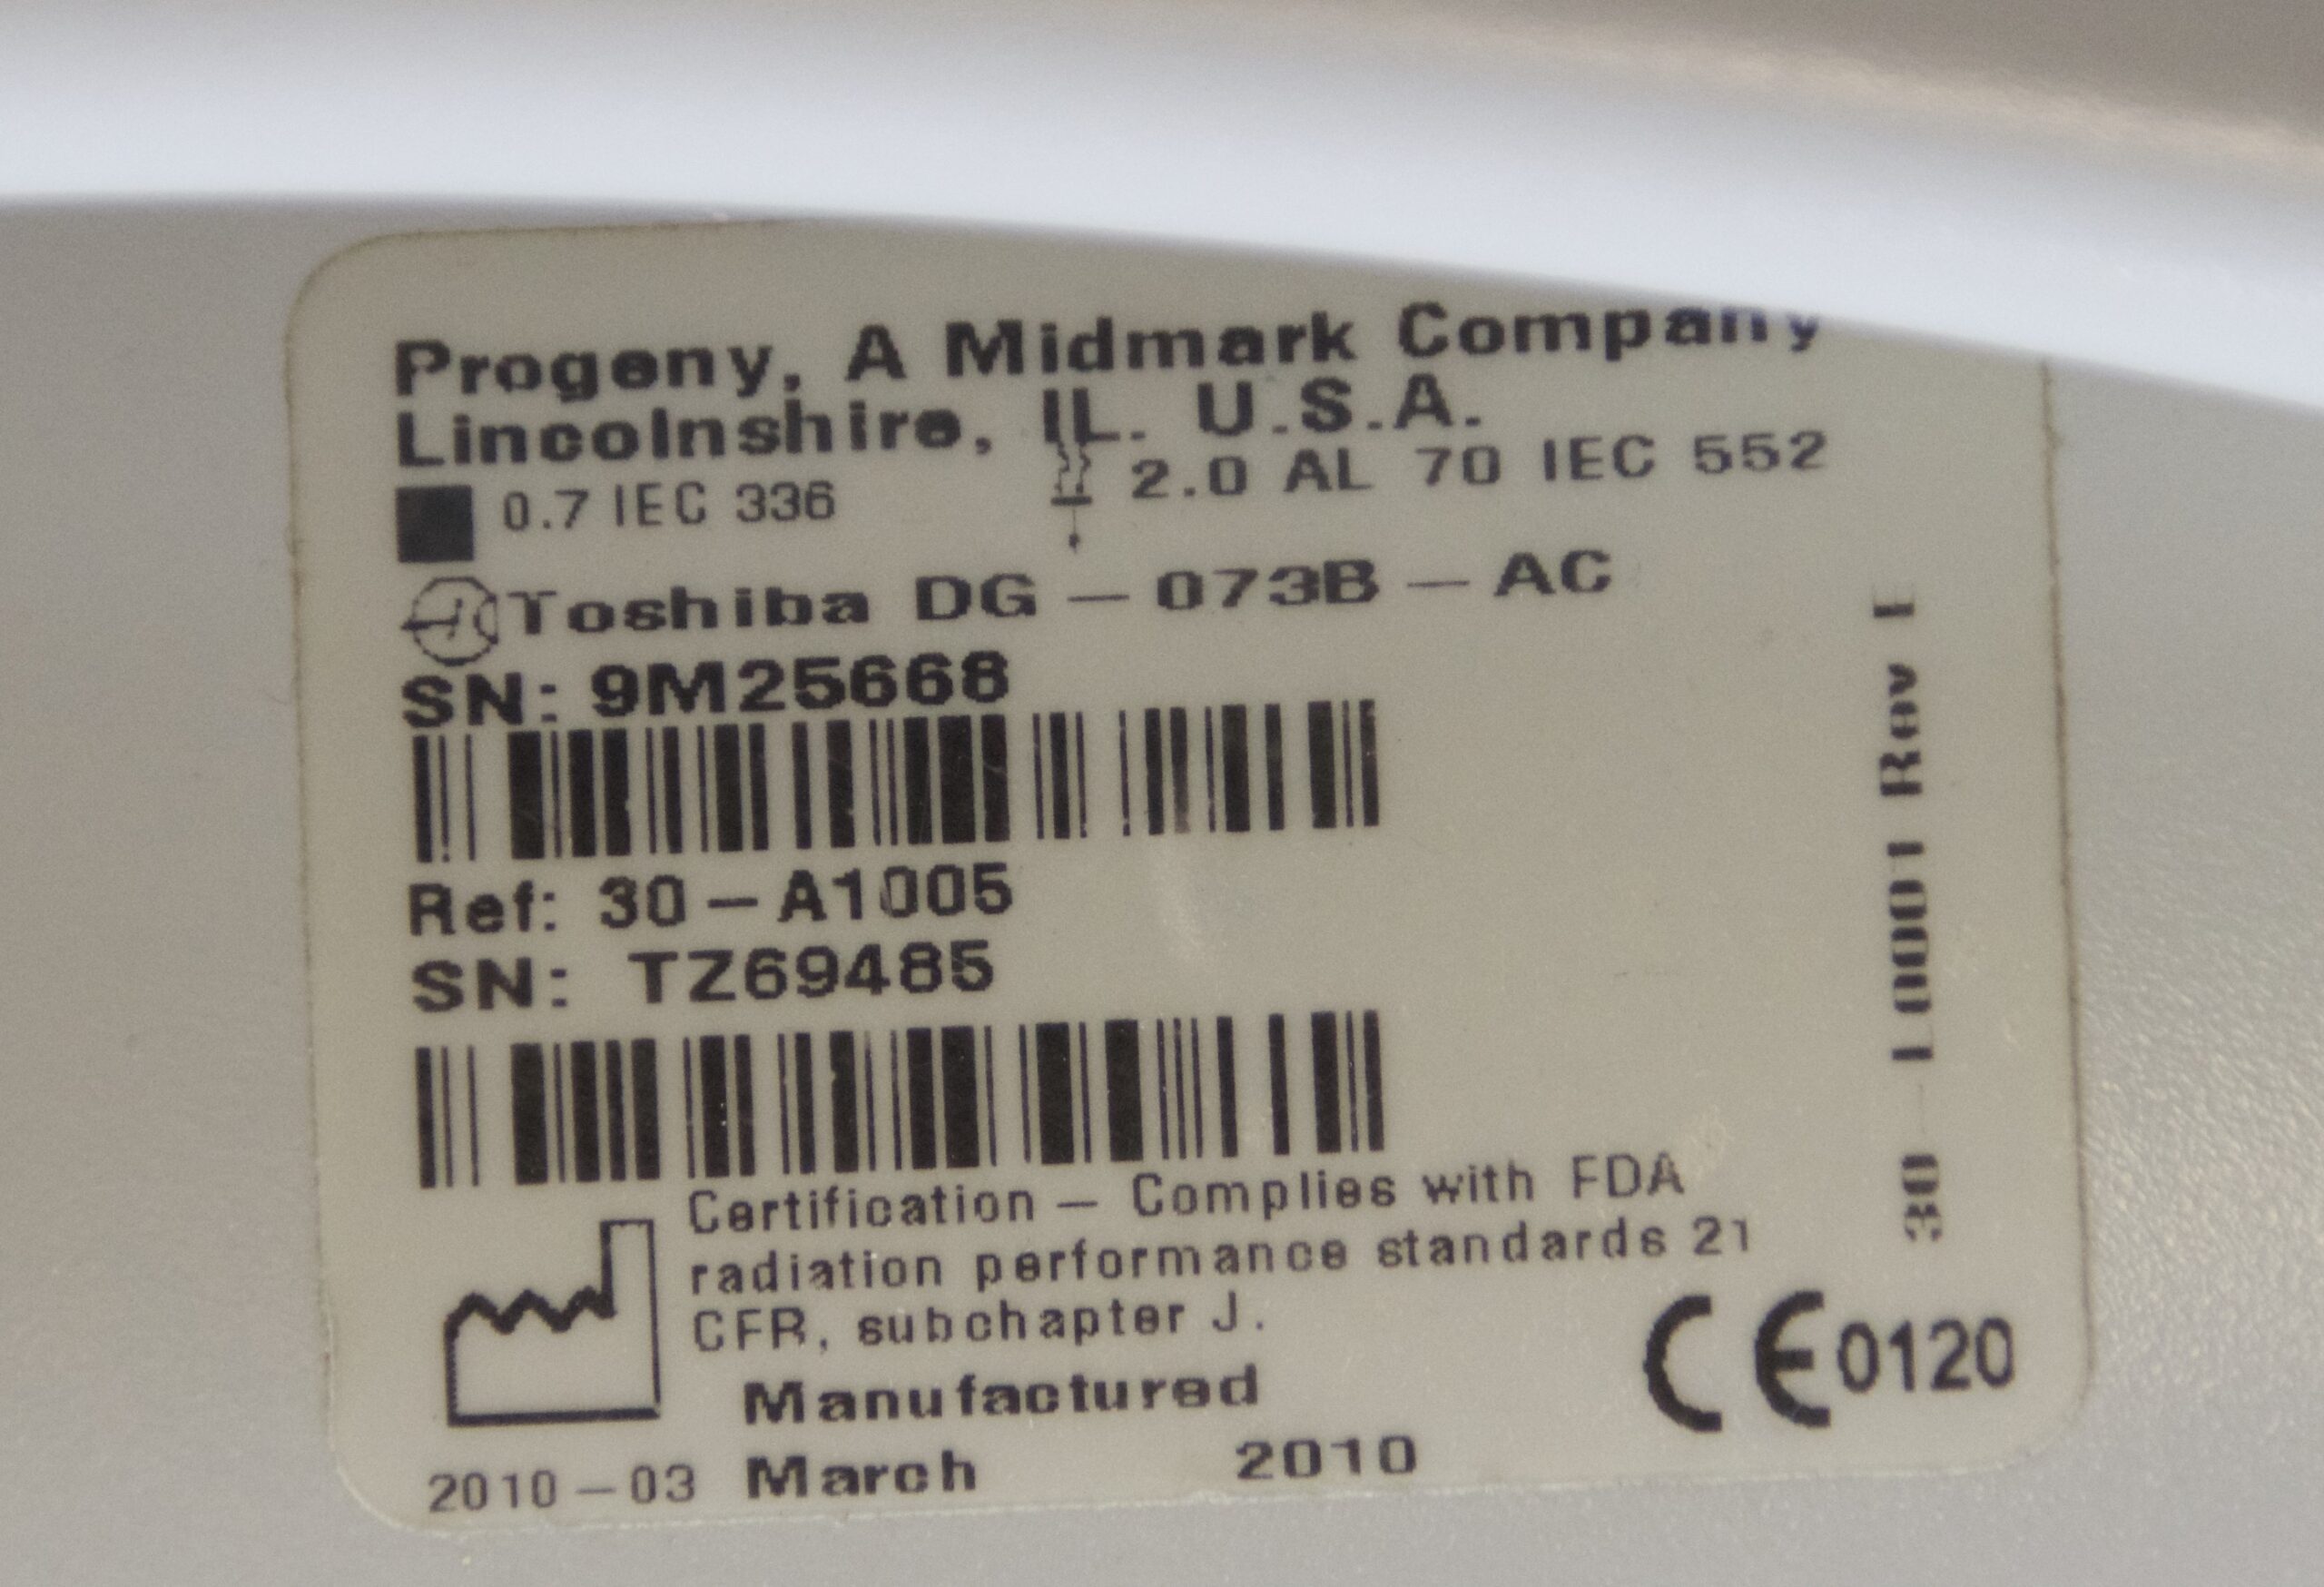 Progeny, A Midmark Company
Lincolnshire, IL. U.S.A.
0.7 IEC 336
2.0 AL 70 IEC 552
Toshiba DG - 073B - AC
SN: 9M25668
Ref: 30 - A1005
SN: TZ69485
Certification - Complies with FDA
radiation performance standards 21
CFR, subchapter J.
Manufactured
2010 - 03 March 2010
CE 0120
30 - L0001 Rev